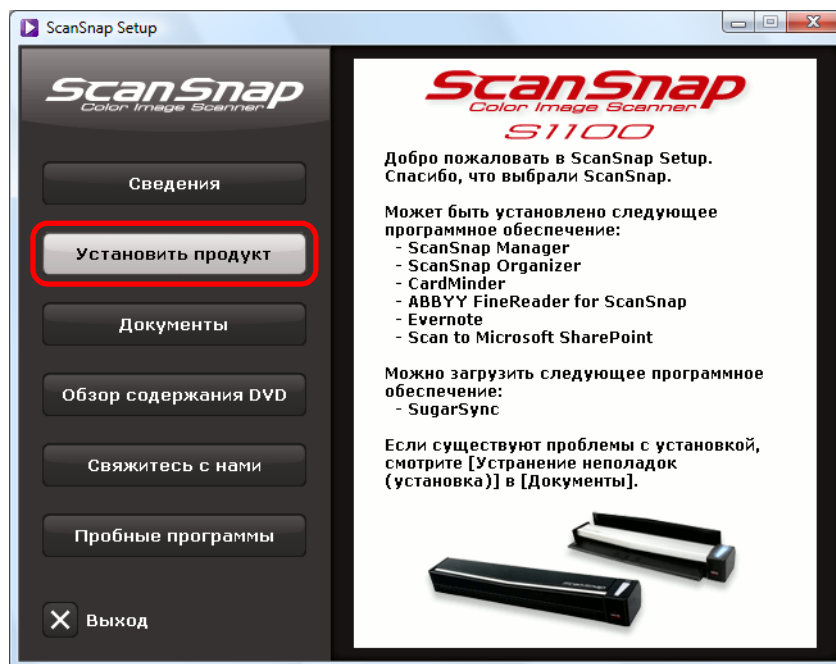 ScanSnap Setup
ScanSnap
Color Image Scanner
Сведения
Установить продукт
Документы
Обзор содержания DVD
Свяжитесь с нами
Пробные программы
Выход
ScanSnap
Color Image Scanner
S1100
Добро пожаловать в ScanSnap Setup.
Спасибо, что выбрали ScanSnap.
Может быть установлено следующее
программное обеспечение:
- ScanSnap Manager
- ScanSnap Organizer
- CardMinder
- ABBYY FineReader for ScanSnap
- Evernote
- Scan to Microsoft SharePoint
Можно загрузить следующее программное
обеспечение:
- SugarSync
Если существуют проблемы с установкой,
смотрите [Устранение неполадок
(установка)] в [Документы].